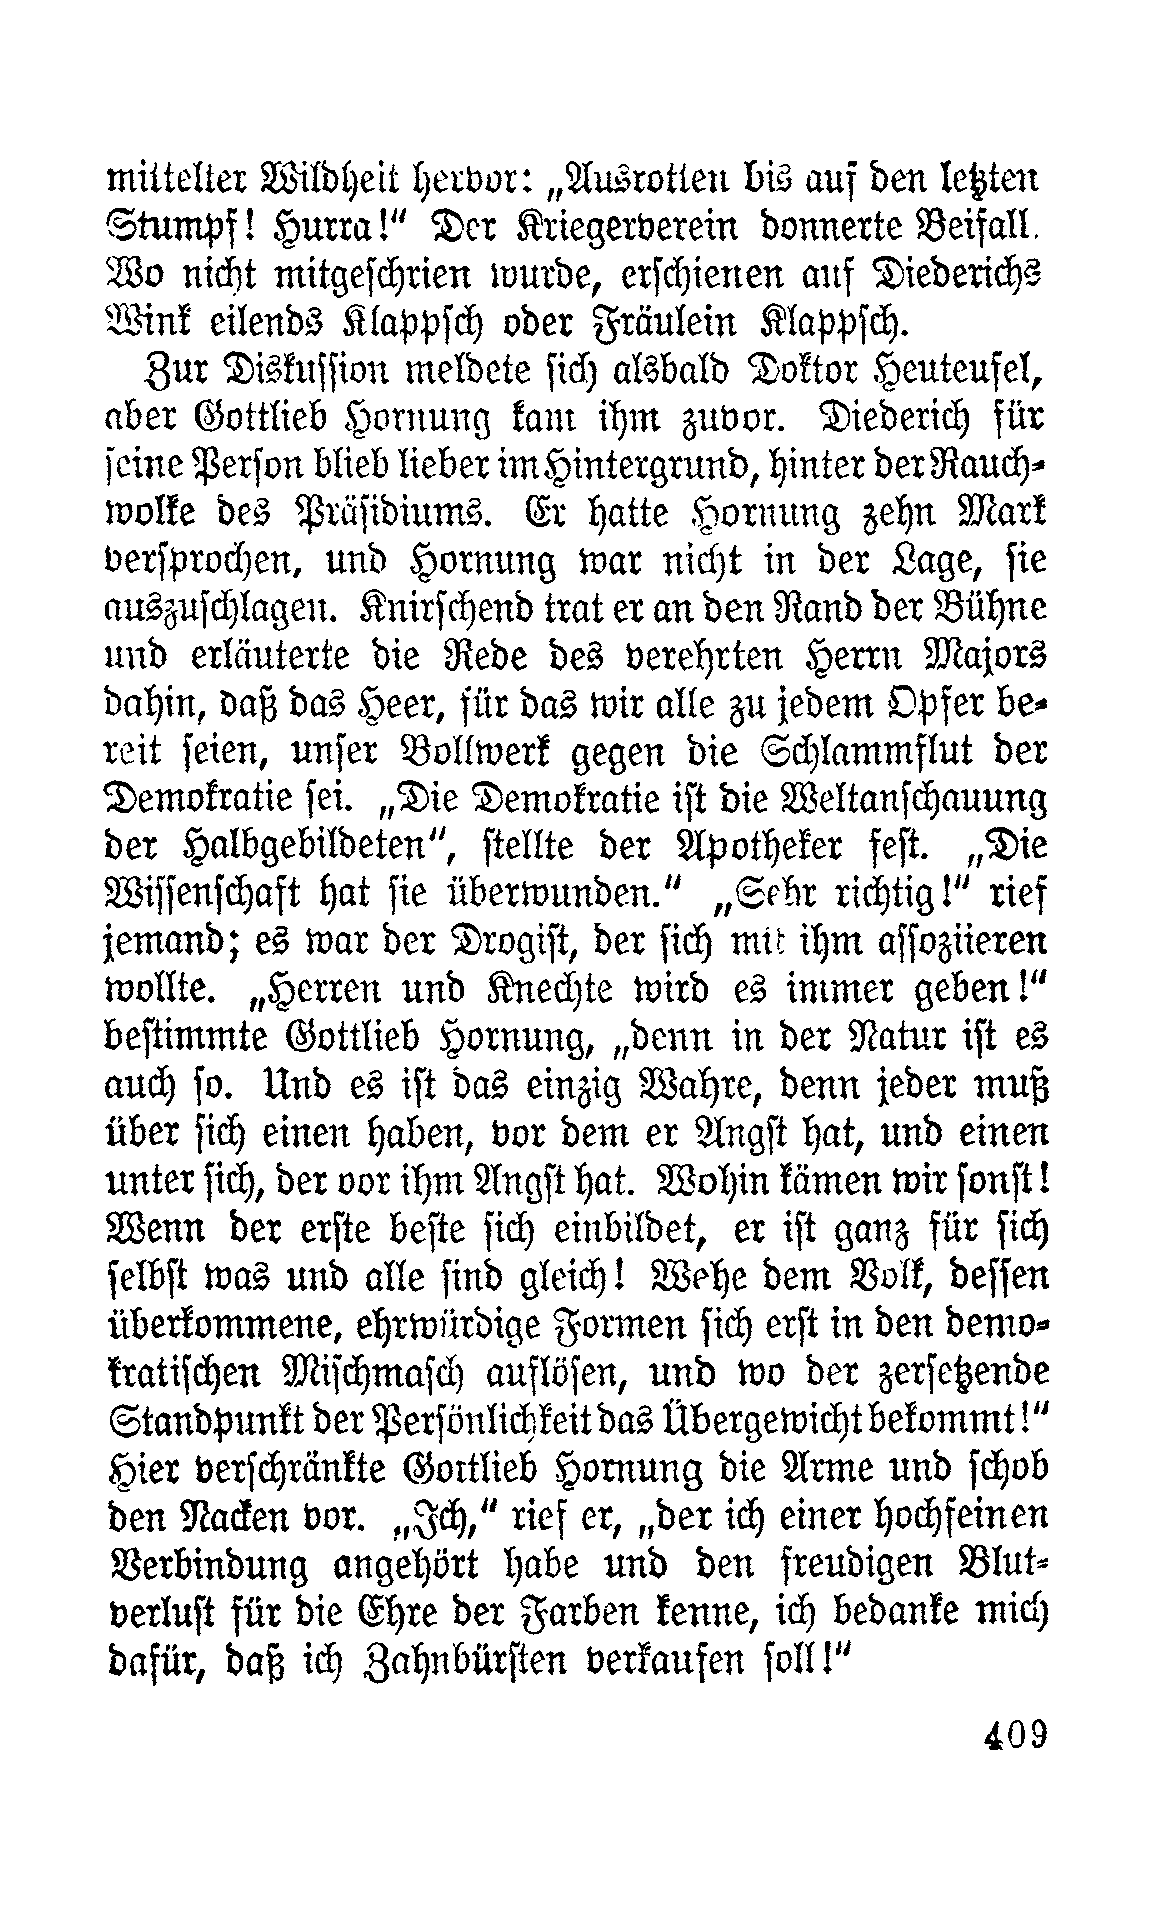 mittelter Wildheit hervor: „Ausrotten bis auf den letzten
Stumpf! Hurra!“ Der Kriegerverein donnerte Beifall.
Wo nicht mitgeschrien wurde, erschienen auf Diederichs
Wink eilends Klappsch oder Fräulein Klappsch.
Zur Diskussion meldete sich alsbald Doktor Heuteufel,
aber Gottlieb Hornung kam ihm zuvor. Diederich für
seine Person blieb lieber im Hintergrund, hinter der Rauch-
wolke des Präsidiums. Er hatte Hornung zehn Mark
versprochen, und Hornung war nicht in der Lage, sie
auszuschlagen. Knirschend trat er an den Rand der Bühne
und erläuterte die Rede des verehrten Herrn Majors
dahin, daß das Heer, für das wir alle zu jedem Opfer be-
reit seien, unser Bollwerk gegen die Schlammflut der
Demokratie sei. „Die Demokratie ist die Weltanschauung
der Halbgebildeten“, stellte der Apotheker fest. „Die
Wissenschaft hat sie überwunden.“ „Sehr richtig!“ rief
jemand; es war der Drogist, der sich mit ihm assoziieren
wollte. „Herren und Knechte wird es immer geben!“
bestimmte Gottlieb Hornung, „denn in der Natur ist es
auch so. Und es ist das einzig Wahre, denn jeder muß
über sich einen haben, vor dem er Angst hat, und einen
unter sich, der vor ihm Angst hat. Wohin kämen wir sonst!
Wenn der erste beste sich einbildet, er ist ganz für sich
selbst was und alle sind gleich! Wehe dem Volk, dessen
überkommene, ehrwürdige Formen sich erst in den demo-
kratischen Mischmasch auflösen, und wo der zersetzende
Standpunkt der Persönlichkeit das Übergewicht bekommt!“
Hier verschränkte Gottlieb Hornung die Arme und schob
den Nacken vor. „Ich,“ rief er, „der ich einer hochfeinen
Verbindung angehört habe und den freudigen Blut-
verlust für die Ehre der Farben kenne, ich bedanke mich
dafür, daß ich Zahnbürsten verkaufen soll!“
409